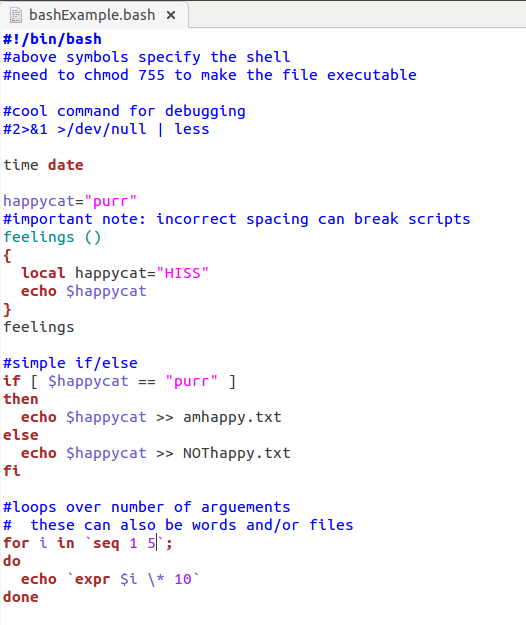 bashExample.bash ×
#!/bin/bash
#above symbols specify the shell
#need to chmod 755 to make the file executable
#cool command for debugging
#2>&1 >/dev/null | less
time date
happycat="purr"
#important note: incorrect spacing can break scripts
feelings ()
{
  local happycat="HISS"
  echo $happycat
}
feelings
#simple if/else
if [ $happycat == "purr" ]
then
  echo $happycat >> amhappy.txt
else
  echo $happycat >> NOThappy.txt
fi
#loops over number of arguements
#  these can also be words and/or files
for i in `seq 1 5`;
do
  echo `expr $i \* 10`
done